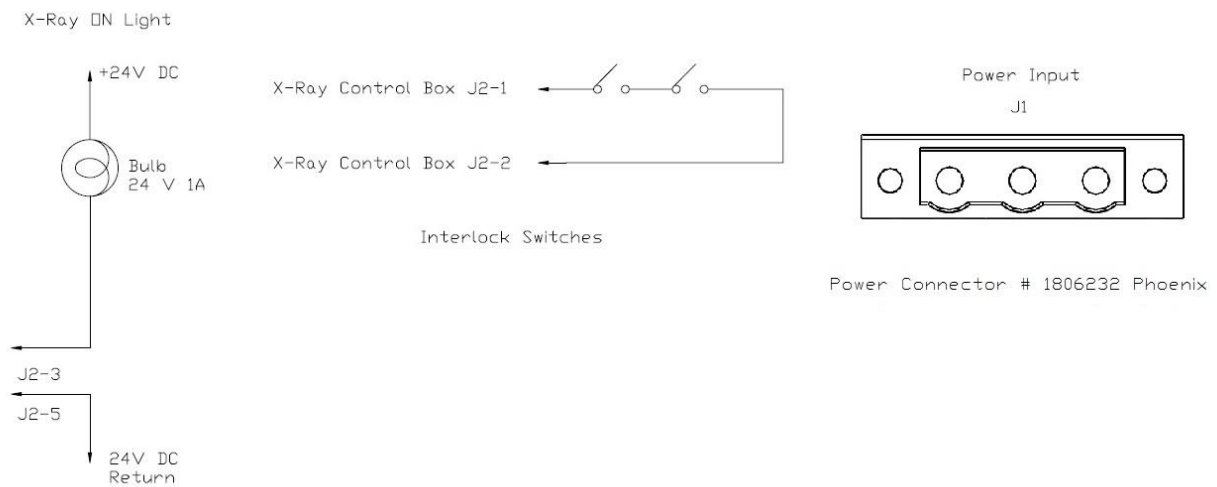 X-Ray ON Light
+24V DC
Bulb
24 V 1A
J2-3
J2-5
24V DC
Return
X-Ray Control Box J2-1
X-Ray Control Box J2-2
Interlock Switches
Power Input
J1
Power Connector # 1806232 Phoenix